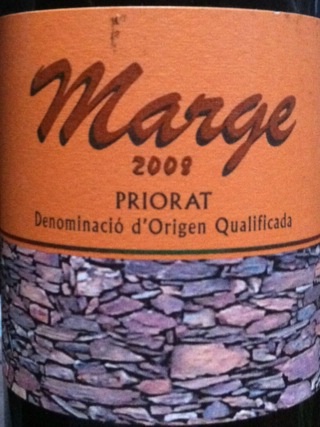 Marge
2008
PRIORAT
Denominació d'Origen Qualificada